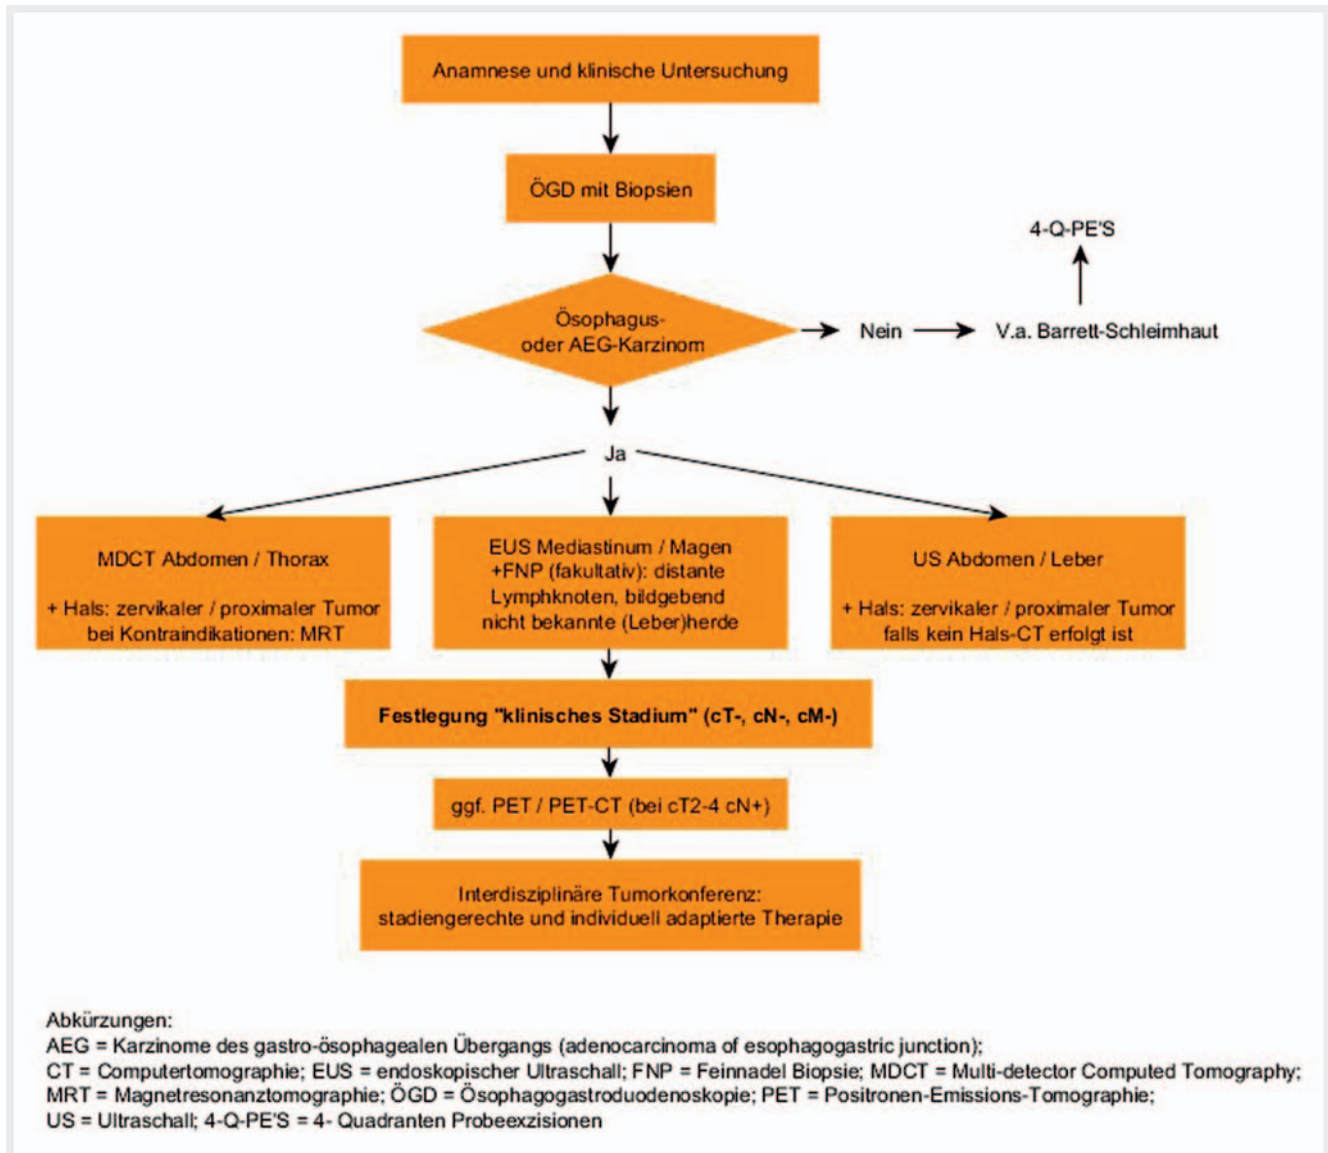 Anamnese und klinische Untersuchung
ÖGD mit Biopsien
4-Q-PE'S
Ösophagus-
oder AEG-Karzinom
Nein
V.a. Barrett-Schleimhaut
Ja
MDCT Abdomen / Thorax
+ Hals: zervikaler / proximaler Tumor
bei Kontraindikationen: MRT
EUS Mediastinum / Magen
+FNP (fakultativ): distante
Lymphknoten, bildgebend
nicht bekannte (Leber)herde
US Abdomen / Leber
+ Hals: zervikaler / proximaler Tumor
falls kein Hals-CT erfolgt ist
Festlegung "klinisches Stadium" (cT-, cN-, cM-)
ggf. PET / PET-CT (bei cT2-4 cN+)
Interdisziplinäre Tumorkonferenz:
stadiengerechte und individuell adaptierte Therapie
Abkürzungen:
AEG = Karzinome des gastro-ösophagealen Übergangs (adenocarcinoma of esophagogastric junction);
CT = Computertomographie; EUS = endoskopischer Ultraschall; FNP = Feinnadel Biopsie; MDCT = Multi-detector Computed Tomography;
MRT = Magnetresonanztomographie; ÖGD = Ösophagogastroduodenoskopie; PET = Positronen-Emissions-Tomographie;
US = Ultraschall; 4-Q-PE'S = 4- Quadranten Probeexzisionen